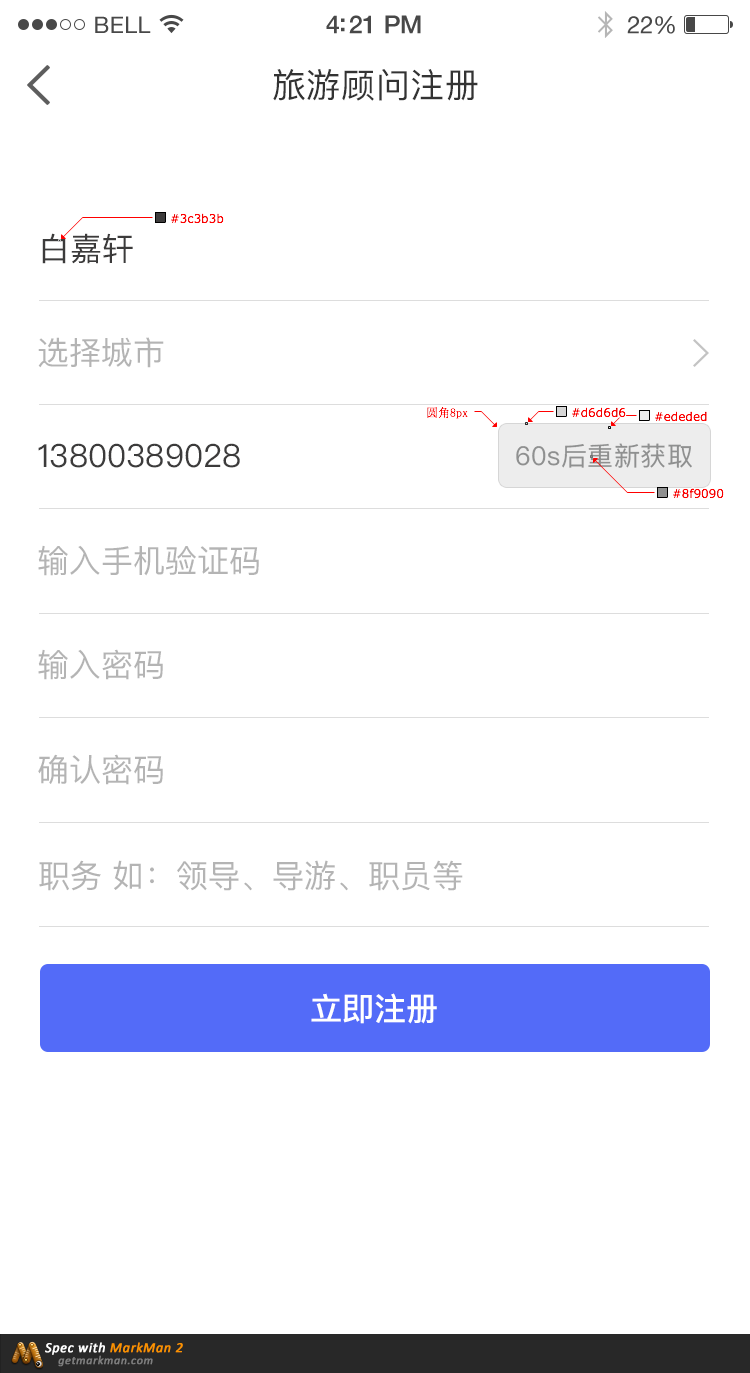 BELL 4:21 PM 22%
旅游顾问注册
#3c3b3b
白嘉轩
选择城市
圆角8px #d6d6d6 #ededed
13800389028 60s后重新获取
#8f9090
输入手机验证码
输入密码
确认密码
职务 如：领导、导游、职员等
立即注册
Spec with MarkMan 2
getmarkman.com